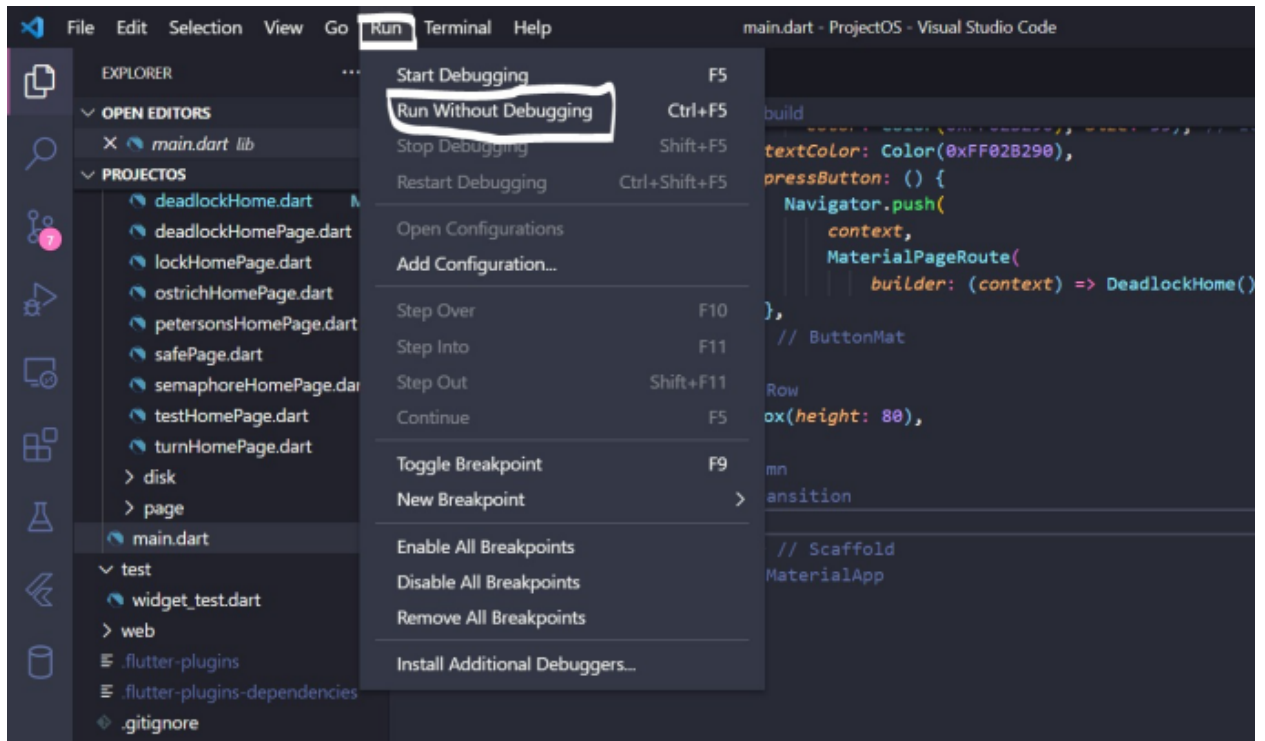 File Edit Selection View Go Run Terminal Help main.dart - ProjectOS - Visual Studio Code
EXPLORER ...
OPEN EDITORS
main.dart lib
PROJECTOS
deadlockHome.dart
deadlockHomePage.dart
lockHomePage.dart
ostrichHomePage.dart
petersonsHomePage.dart
safePage.dart
semaphoreHomePage.dar
testHomePage.dart
turnHomePage.dart
disk
page
main.dart
test
widget_test.dart
web
.flutter-plugins
.flutter-plugins-dependencies
.gitignore
7
Start Debugging F5
Run Without Debugging Ctrl+F5
Stop Debugging Shift+F5
Restart Debugging Ctrl+Shift+F5
Open Configurations
Add Configuration...
Step Over F10
Step Into F11
Step Out Shift+F11
Continue F5
Toggle Breakpoint F9
New Breakpoint >
Enable All Breakpoints
Disable All Breakpoints
Remove All Breakpoints
Install Additional Debuggers...
build
textColor: Color(0xFF02B290),
pressButton: () {
Navigator.push(
context,
MaterialPageRoute(
builder: (context) => DeadlockHome()
},
// ButtonMat
Row
ox(height: 80),
mn
ansition
// Scaffold
MaterialApp